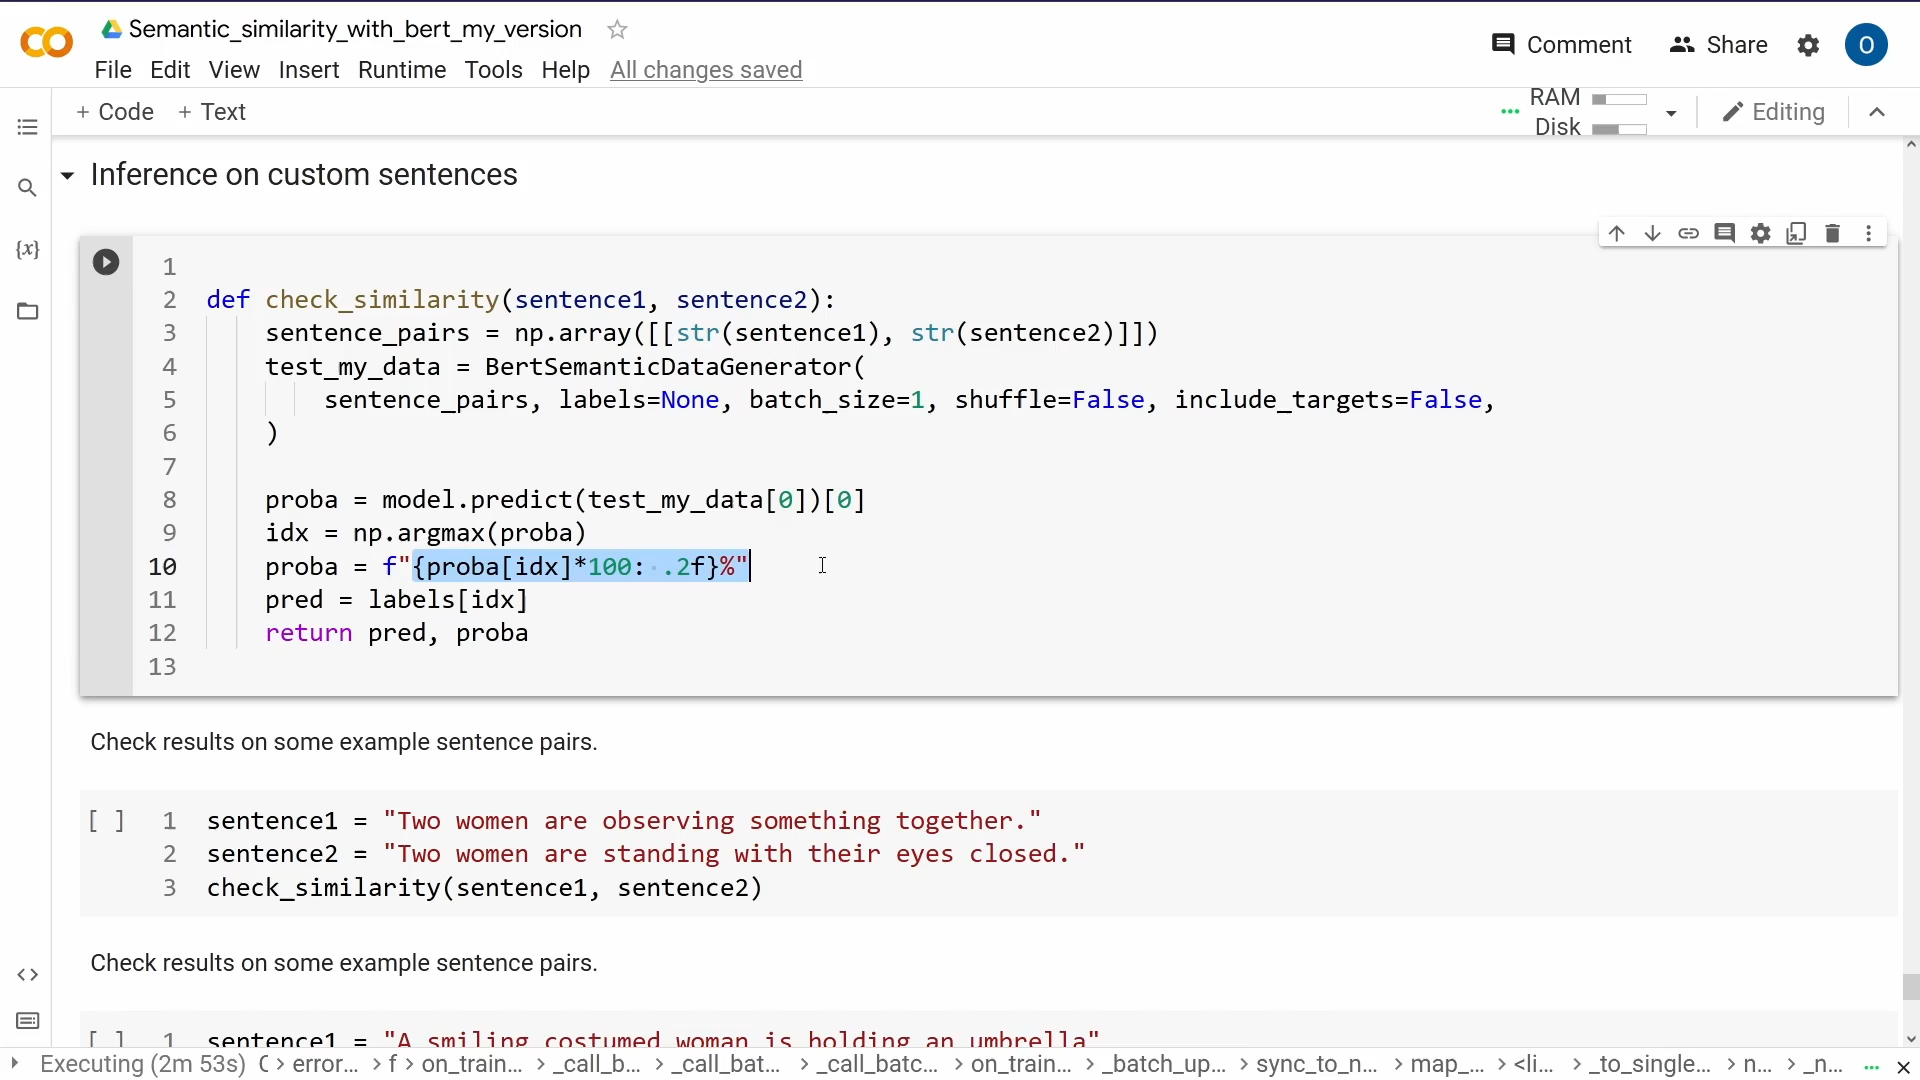 Semantic_similarity_with_bert_my_version
Comment
Share
O
File Edit View Insert Runtime Tools Help All changes saved
+ Code + Text
RAM
Disk
Editing
Inference on custom sentences
{x}
1
2 def check_similarity(sentence1, sentence2):
3 sentence_pairs = np.array([[str(sentence1), str(sentence2)]])
4 test_my_data = BertSemanticDataGenerator(
5 sentence_pairs, labels=None, batch_size=1, shuffle=False, include_targets=False,
6 )
7
8 proba = model.predict(test_my_data[0])[0]
9 idx = np.argmax(proba)
10 proba = f"{proba[idx]*100: .2f}%"
11 pred = labels[idx]
12 return pred, proba
13
Check results on some example sentence pairs.
[ ] 1 sentence1 = "Two women are observing something together."
2 sentence2 = "Two women are standing with their eyes closed."
3 check_similarity(sentence1, sentence2)
Check results on some example sentence pairs.
[ ] 1 sentence1 = "A smiling costumed woman is holding an umbrella"
Executing (2m 53s) > error... > f > on_train... > _call_b... > _call_bat... > _call_batc... > on_train... > _batch_up... > sync_to_n... > map_... > <li... > _to_single... > n... > _n...